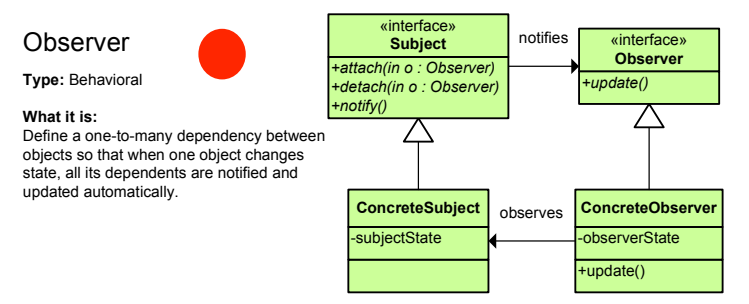 Observer
Type: Behavioral
What it is:
Define a one-to-many dependency between
objects so that when one object changes
state, all its dependents are notified and
updated automatically.
«interface»
Subject
+attach(in o : Observer)
+detach(in o : Observer)
+notify()
notifies
«interface»
Observer
+update()
ConcreteSubject
-subjectState
observes
ConcreteObserver
-observerState
+update()